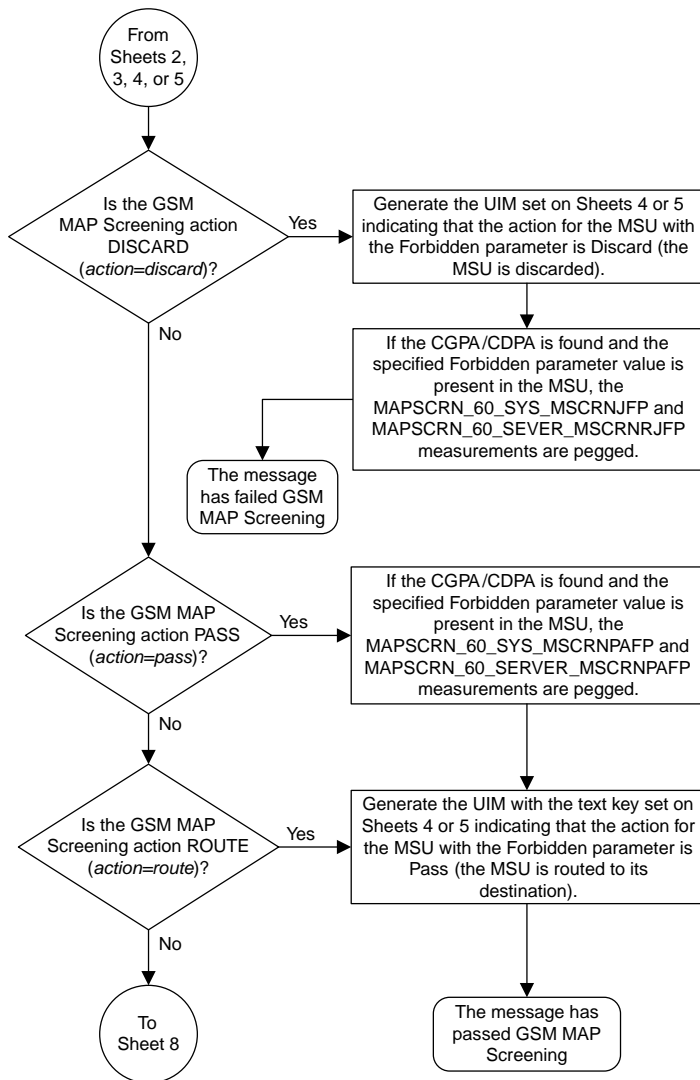 From
Sheets 2,
3, 4, or 5
Is the GSM
MAP Screening action
DISCARD
(action=discard)?
Yes
Generate the UIM set on Sheets 4 or 5
indicating that the action for the MSU with
the Forbidden parameter is Discard (the
MSU is discarded).
No
If the CGPA/CDPA is found and the
specified Forbidden parameter value is
present in the MSU, the
MAPSCRN_60_SYS_MSCRNJFP and
MAPSCRN_60_SEVER_MSCRNRJFP
measurements are pegged.
The message
has failed GSM
MAP Screening
Is the GSM MAP
Screening action PASS
(action=pass)?
Yes
If the CGPA/CDPA is found and the
specified Forbidden parameter value is
present in the MSU, the
MAPSCRN_60_SYS_MSCRNPAFP and
MAPSCRN_60_SERVER_MSCRNPAFP
measurements are pegged.
No
Is the GSM MAP
Screening action ROUTE
(action=route)?
Yes
Generate the UIM with the text key set on
Sheets 4 or 5 indicating that the action for
the MSU with the Forbidden parameter is
Pass (the MSU is routed to its
destination).
No
To
Sheet 8
The message has
passed GSM MAP
Screening